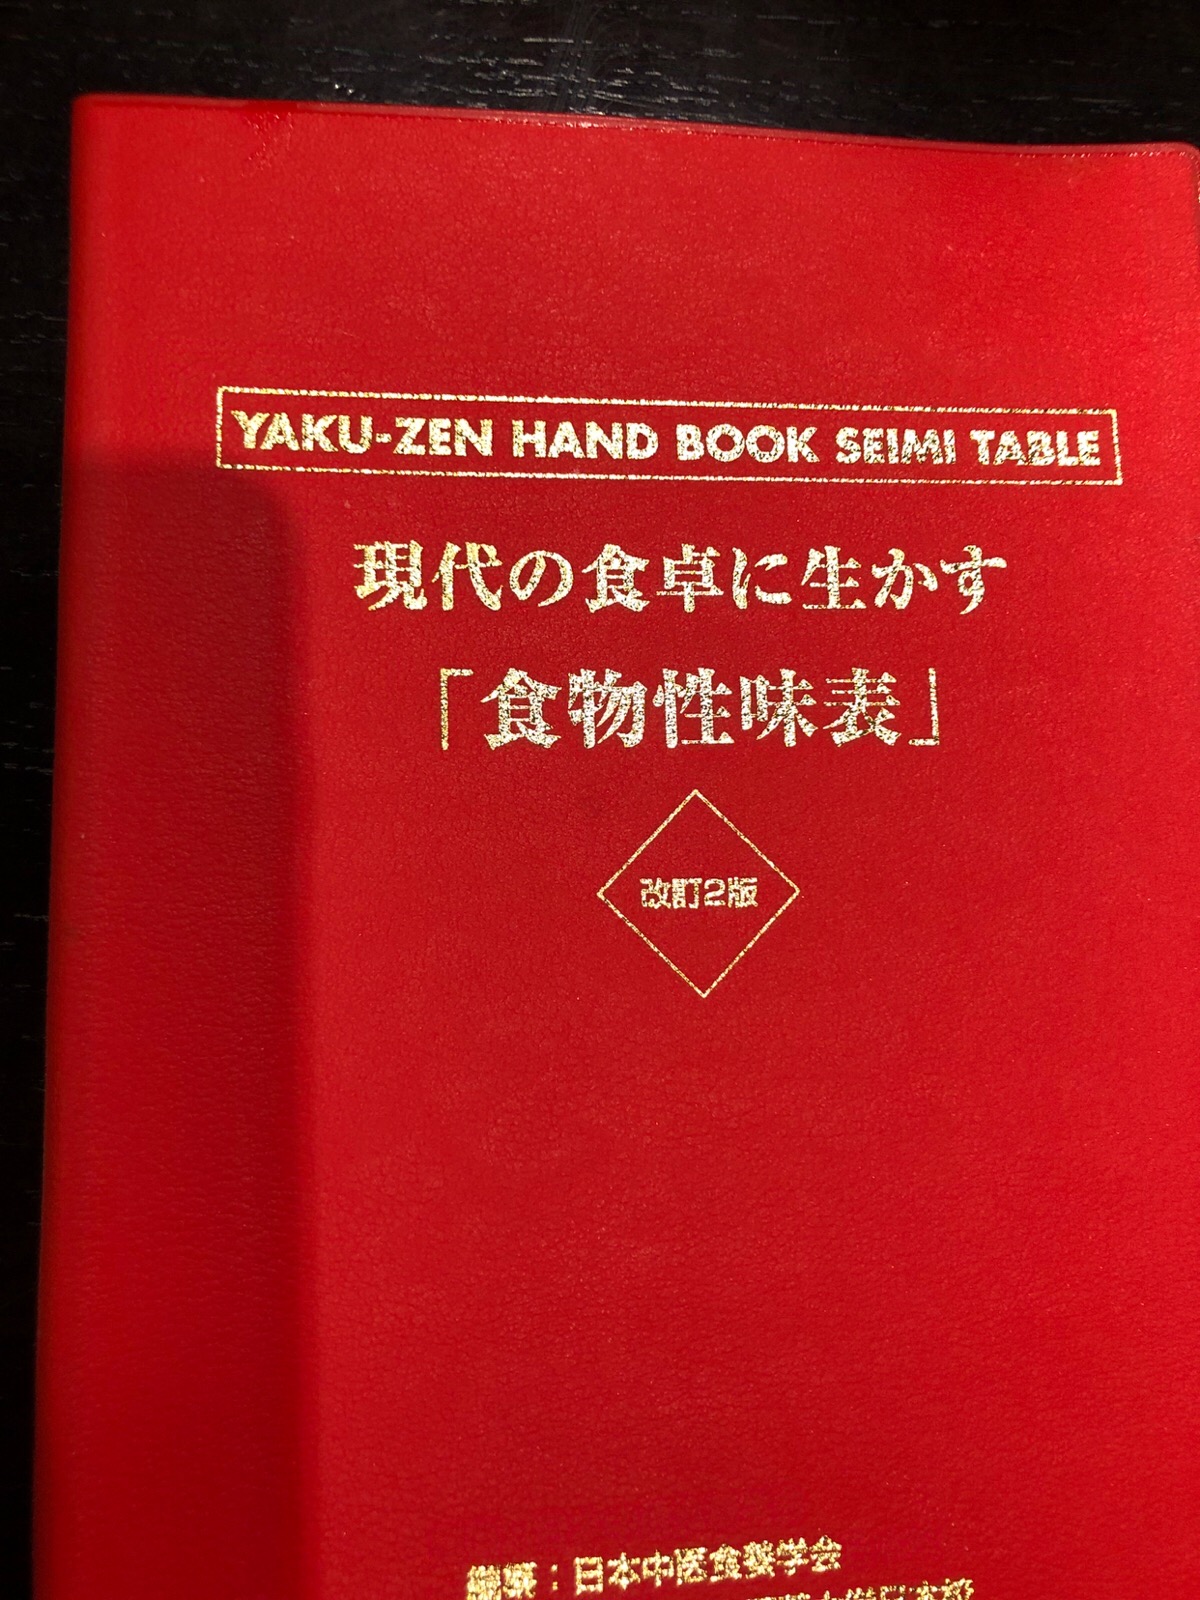 YAKU-ZEN HAND BOOK SEIMI TABLE
現代の食卓に生かす
「食物性味表」
改訂2版
編集：日本中医食養学会